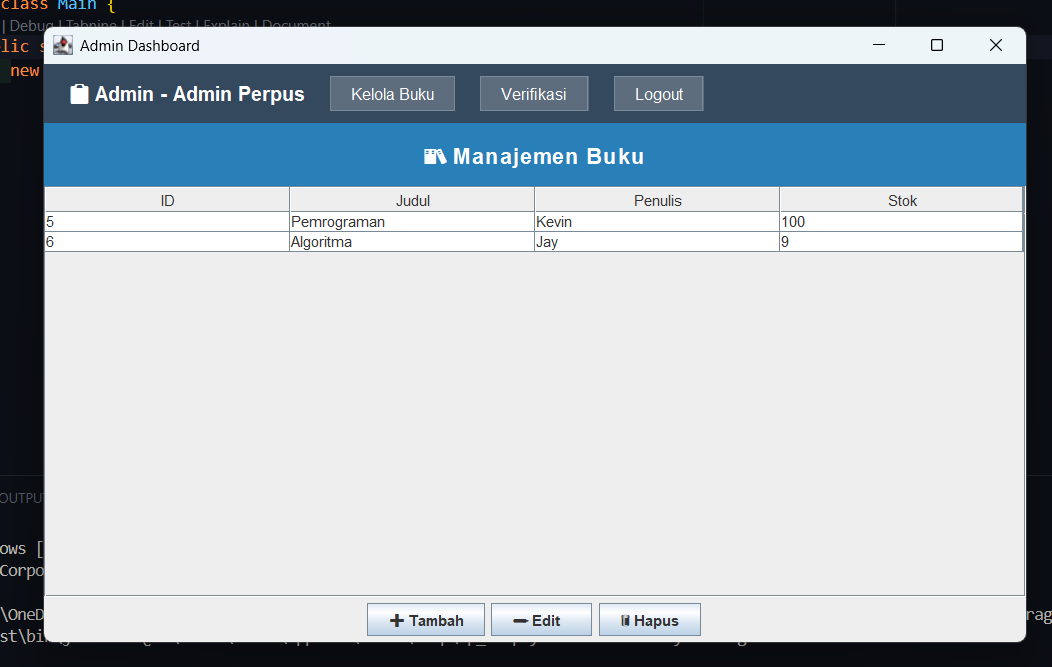 class Main {
| Debug | Tabnine | Edit | Test | Explain | Document
lic s
new
Admin Dashboard
Admin - Admin Perpus
Kelola Buku
Verifikasi
Logout
Manajemen Buku
ID Judul Penulis Stok
5 Pemrograman Kevin 100
6 Algoritma Jay 9
OUTPU
ows [
Corpo
\OneD
rag
st\bi
Tambah
Edit
Hapus